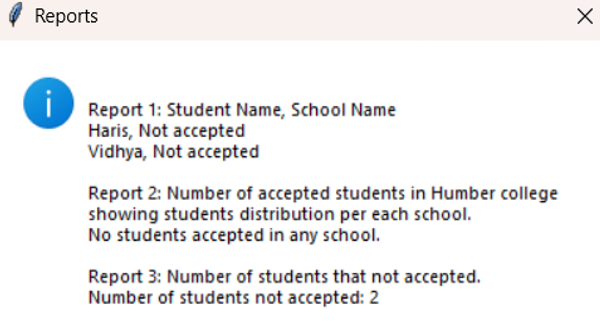 Reports
Report 1: Student Name, School Name
Haris, Not accepted
Vidhya, Not accepted
Report 2: Number of accepted students in Humber college
showing students distribution per each school.
No students accepted in any school.
Report 3: Number of students that not accepted.
Number of students not accepted: 2